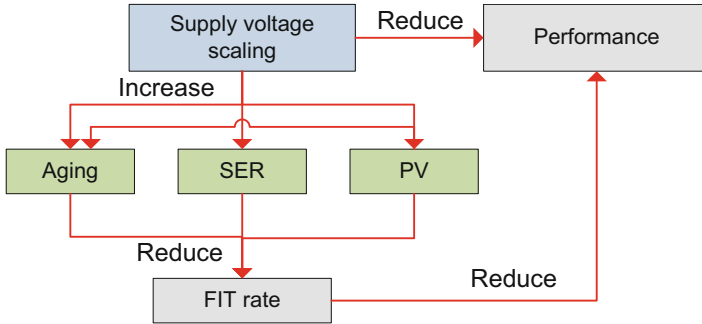 Supply voltage
scaling
Reduce
Performance
Increase
Aging
SER
PV
Reduce
FIT rate
Reduce